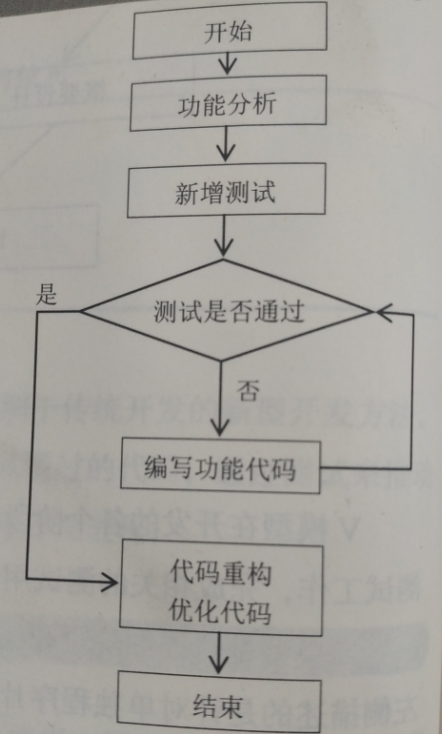 开始
功能分析
新增测试
是
测试是否通过
否
编写功能代码
代码重构
优化代码
结束